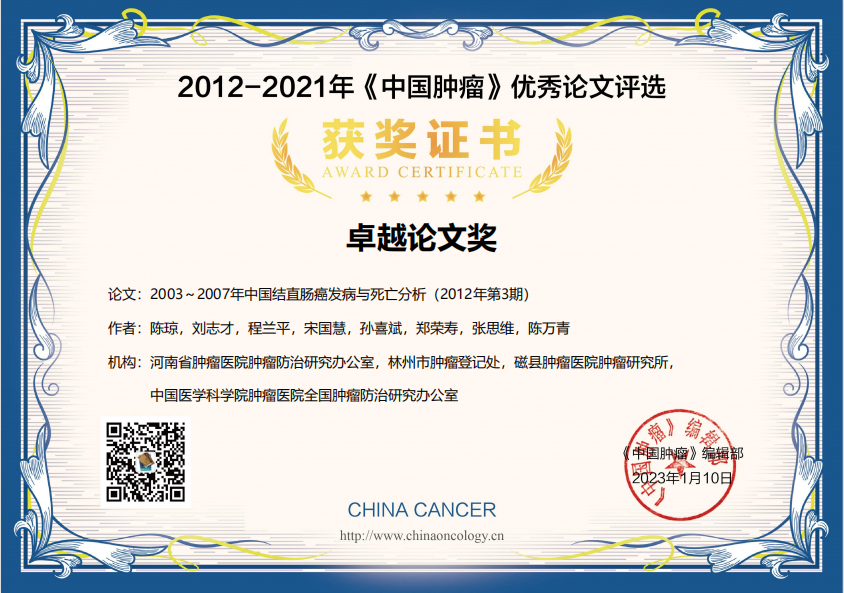 2012-2021年《中国肿瘤》优秀论文评选
获奖证书
AWARD CERTIFICATE
卓越论文奖
论文：2003～2007年中国结直肠癌发病与死亡分析（2012年第3期）
作者：陈琼，刘志才，程兰平，宋国慧，孙喜斌，郑荣寿，张思维，陈万青
机构：河南省肿瘤医院肿瘤防治研究办公室，林州市肿瘤登记处，磁县肿瘤医院肿瘤研究所，
中国医学科学院肿瘤医院全国肿瘤防治研究办公室
《中国肿瘤》编辑部
《中国肿瘤》编辑部
2023年1月10日
CHINA CANCER
http://www.chinaoncology.cn